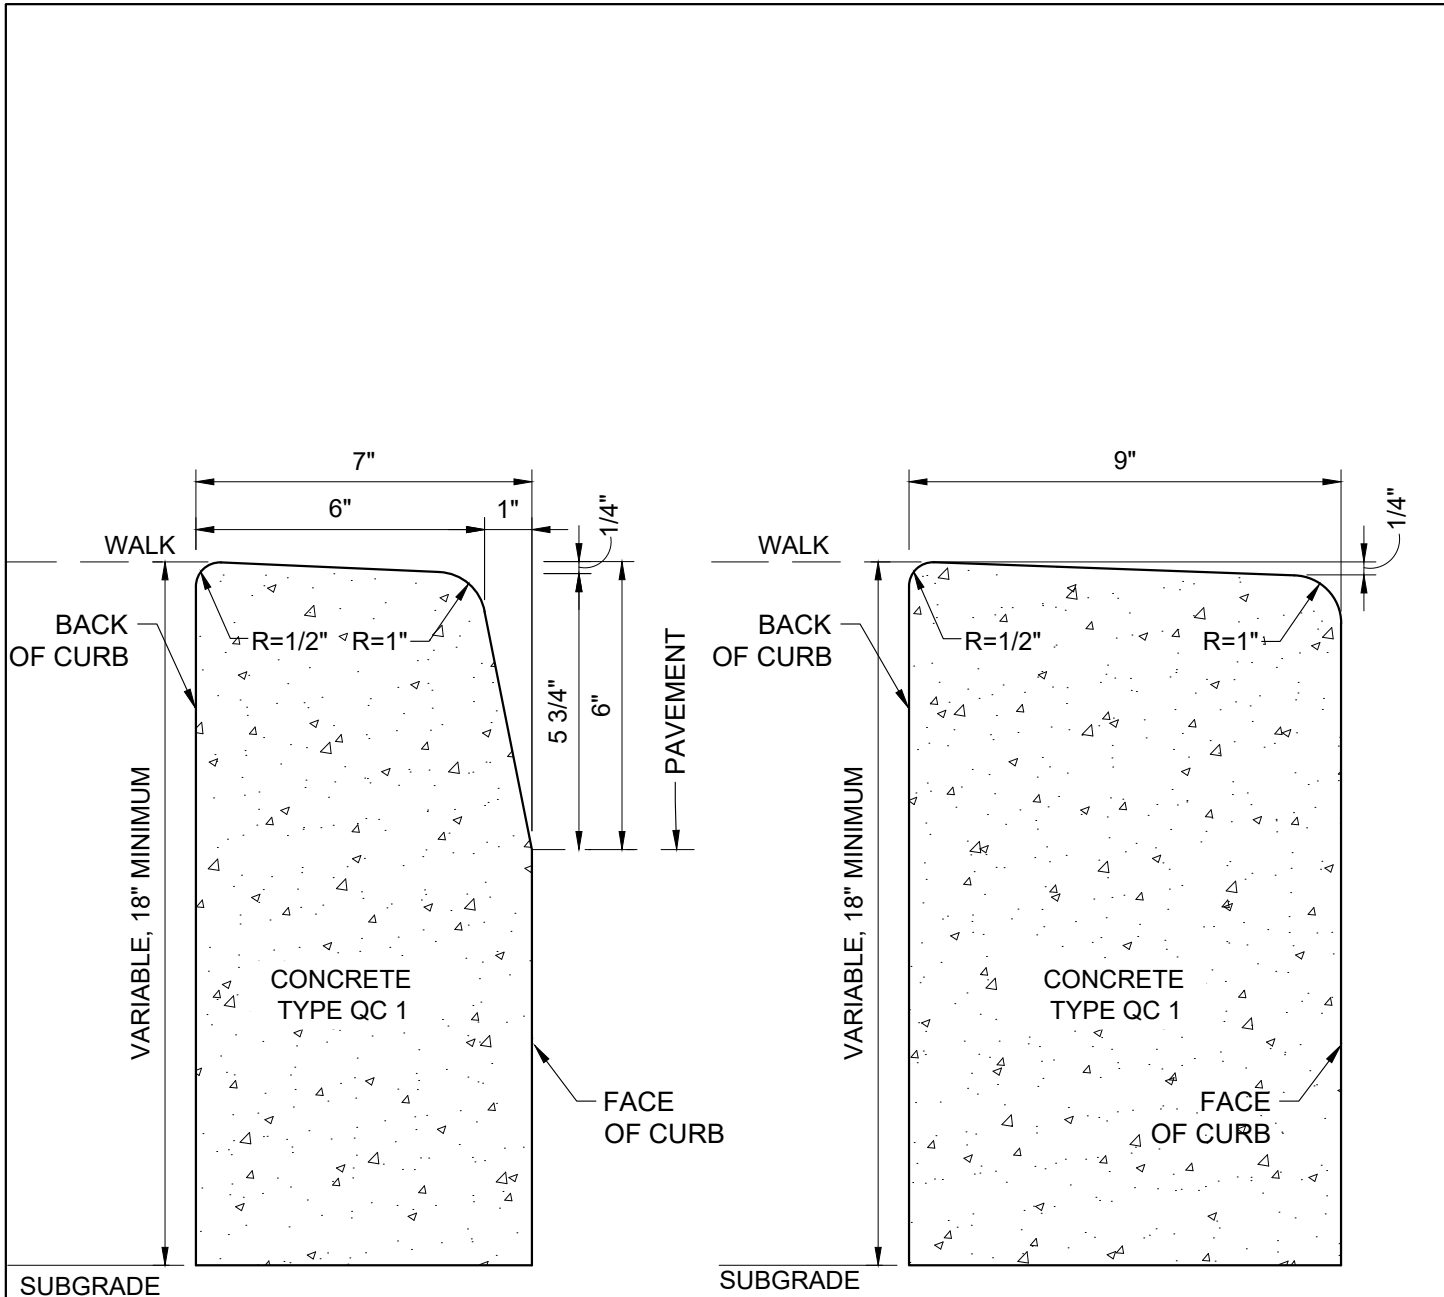 7"
6"
1"
1/4"
WALK
BACK
OF CURB
R=1/2"
R=1"
5 3/4"
6"
PAVEMENT
VARIABLE, 18" MINIMUM
CONCRETE
TYPE QC 1
FACE
OF CURB
SUBGRADE
9"
1/4"
WALK
BACK
OF CURB
R=1/2"
R=1"
VARIABLE, 18" MINIMUM
CONCRETE
TYPE QC 1
FACE
OF CURB
SUBGRADE